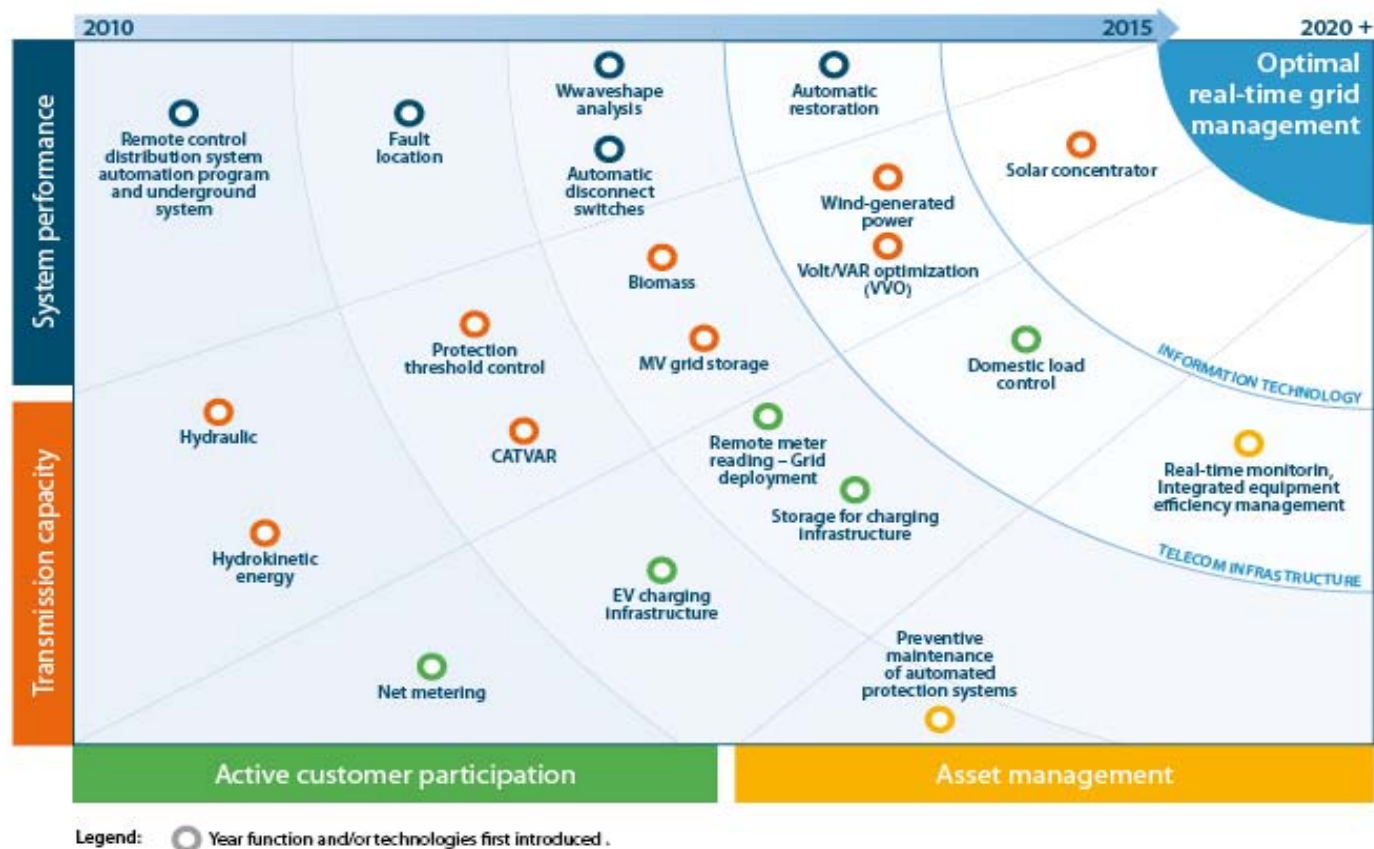 2010
2015
2020 +
System performance
Transmission capacity
Optimal
real-time grid
management
Remote control
distribution system
automation program
and underground
system
Fault
location
Wwaveshape
analysis
Automatic
disconnect
switches
Automatic
restoration
Wind-generated
power
Volt/VAR optimization
(VVO)
Solar concentrator
Biomass
MV grid storage
Protection
threshold control
CATVAR
Hydraulic
Hydrokinetic
energy
Domestic load
control
Remote meter
reading – Grid
deployment
Storage for charging
infrastructure
EV charging
infrastructure
Net metering
INFORMATION TECHNOLOGY
Real-time monitorin,
Integrated equipment
efficiency management
TELECOM INFRASTRUCTURE
Preventive
maintenance
of automated
protection systems
Active customer participation
Asset management
Legend:
Year function and/or technologies first introduced .